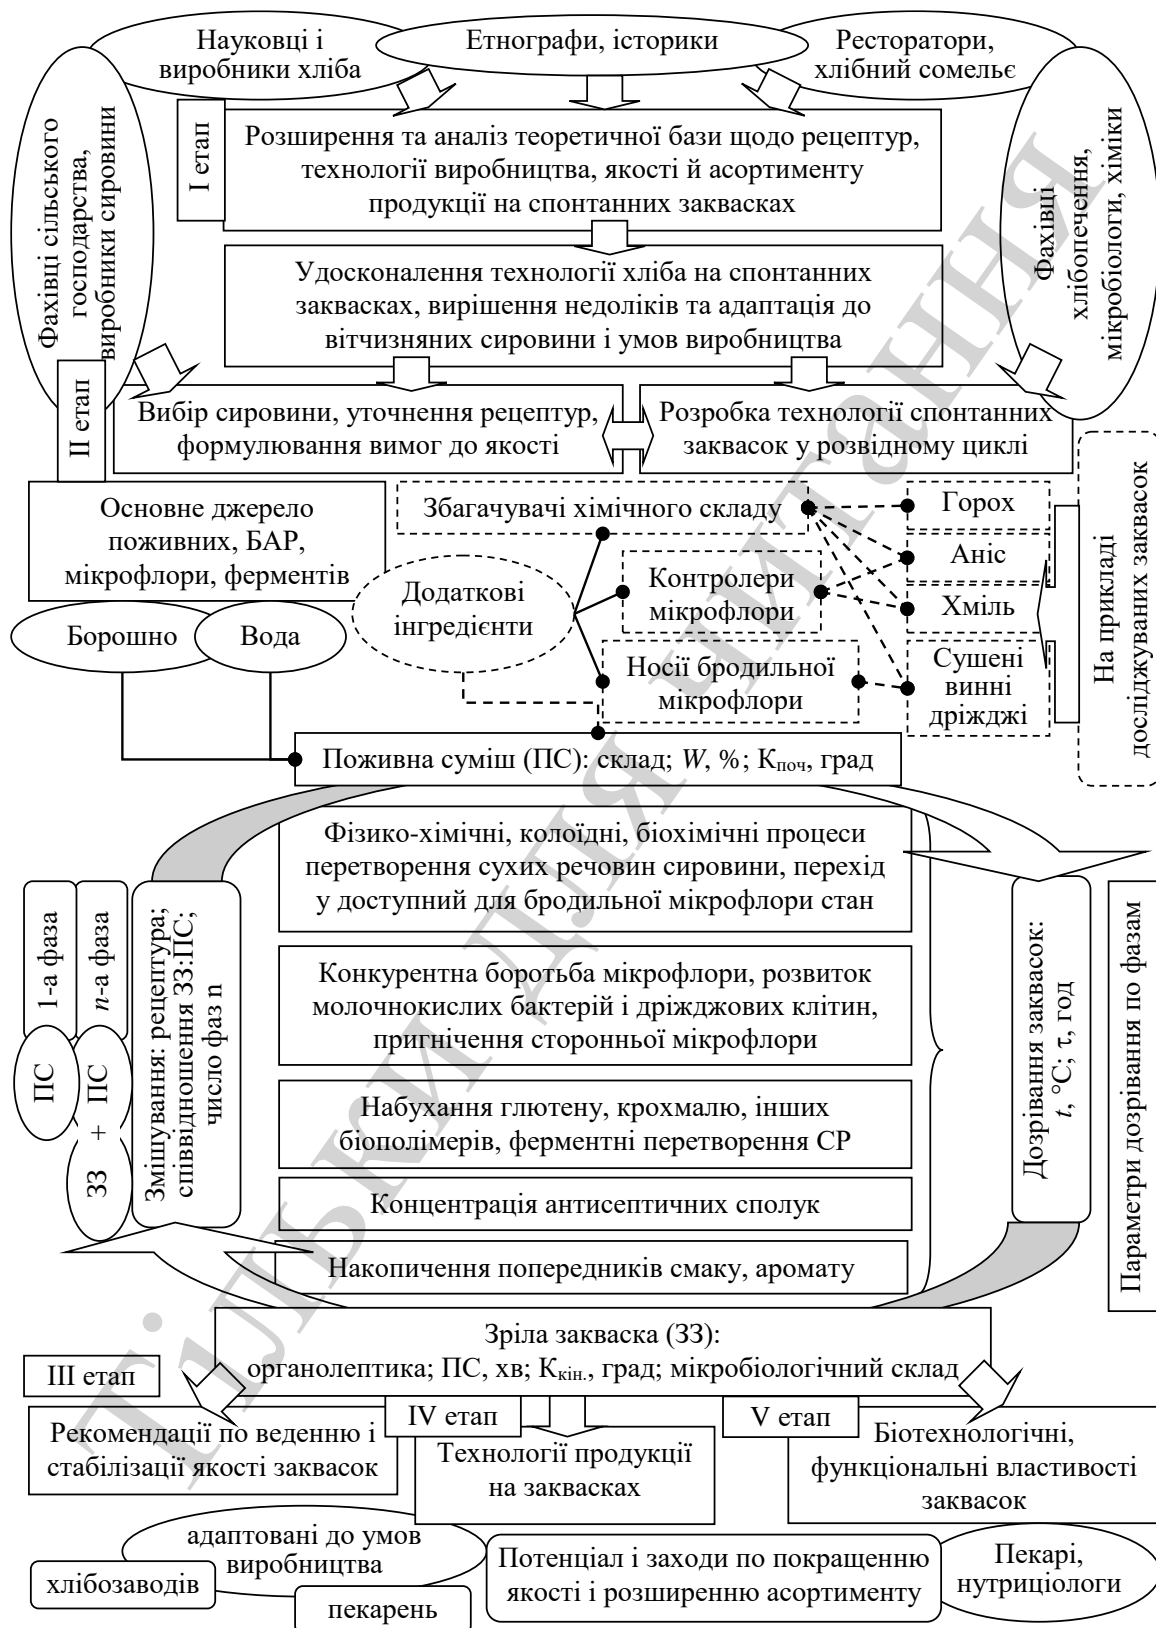 Науковці і
виробники хліба
Етнографи, історики
Ресторатори,
хлібний сомельє
Фахівці сільського
господарства,
виробники сировини
І етап
Розширення та аналіз теоретичної бази щодо рецептур,
технології виробництва, якості й асортименту
продукції на спонтанних заквасках
Фахівці
хлібопечення,
мікробіологи, хіміки
Удосконалення технології хліба на спонтанних
заквасках, вирішення недоліків та адаптація до
вітчизняних сировини і умов виробництва
ІІ етап
Вибір сировини, уточнення рецептур,
формулювання вимог до якості
Розробка технології спонтанних
заквасок у розвідному циклі
Основне джерело
поживних, БАР,
мікрофлори, ферментів
Борошно
Вода
Додаткові
інгредієнти
Збагачувачі хімічного складу
Контролери
мікрофлори
Носії бродильної
мікрофлори
Горох
Аніс
Хміль
Сушені
винні
дріжджі
На прикладі
досліджуваних заквасок
Поживна суміш (ПС): склад; W, %; Кпоч, град
Фізико-хімічні, колоїдні, біохімічні процеси
перетворення сухих речовин сировини, перехід
у доступний для бродильної мікрофлори стан
Конкурентна боротьба мікрофлори, розвиток
молочнокислих бактерій і дріжджових клітин,
пригнічення сторонньої мікрофлори
Набухання глютену, крохмалю, інших
біополімерів, ферментні перетворення СР
Концентрація антисептичних сполук
Накопичення попередників смаку, аромату
1-а фаза
n-а фаза
ПС
ЗЗ + ПС
Змішування: рецептура;
співвідношення ЗЗ:ПС;
число фаз n
Дозрівання заквасок:
t, °С; τ, год
Параметри дозрівання по фазам
Зріла закваска (ЗЗ):
органолептика; ПС, хв; Ккін., град; мікробіологічний склад
ІІІ етап
Рекомендації по веденню і
стабілізації якості заквасок
ІV етап
Технології продукції
на заквасках
V етап
Біотехнологічні,
функціональні властивості
заквасок
адаптовані до умов
виробництва
хлібозаводів
пекарень
Потенціал і заходи по покращенню
якості і розширенню асортименту
Пекарі,
нутриціологи
Тільки для читання